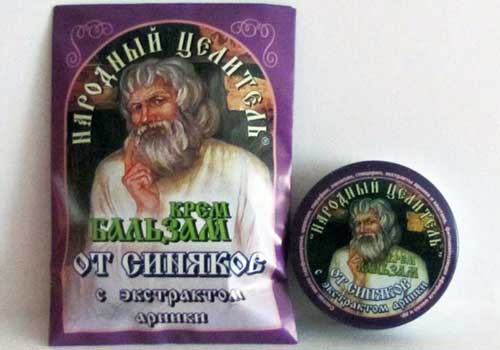 НАРОДНЫЙ ЦЕЛИТЕЛЬ®
КРЕМ
БАЛЬЗАМ
ОТ СИНЯКОВ
с экстрактом
арники
"НАРОДНЫЙ ЦЕЛИТЕЛЬ"
КРЕМ
БАЛЬЗАМ
ОТ СИНЯКОВ
с экстрактом
арники